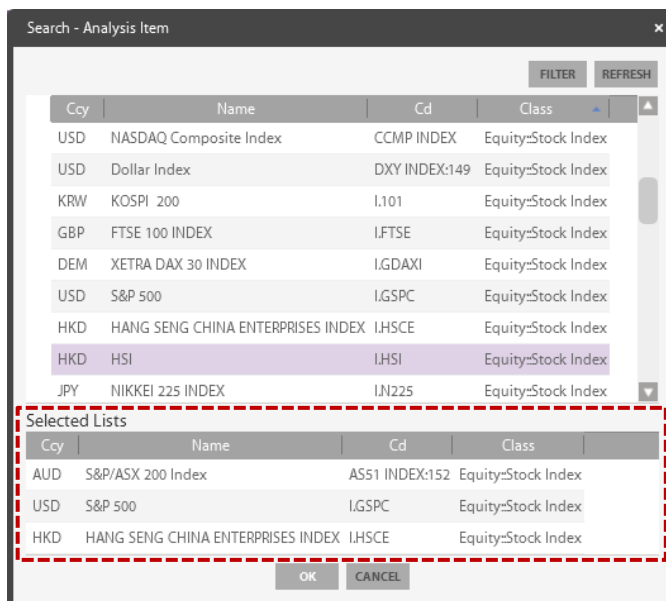 Search - Analysis Item ×
FILTER REFRESH
Ccy Name Cd Class
USD NASDAQ Composite Index CCMP INDEX Equity::Stock Index
USD Dollar Index DXY INDEX:149 Equity::Stock Index
KRW KOSPI 200 I.101 Equity::Stock Index
GBP FTSE 100 INDEX I.FTSE Equity::Stock Index
DEM XETRA DAX 30 INDEX I.GDAXI Equity::Stock Index
USD S&P 500 I.GSPC Equity::Stock Index
HKD HANG SENG CHINA ENTERPRISES INDEX I.HSCE Equity::Stock Index
HKD HSI I.HSI Equity::Stock Index
JPY NIKKEI 225 INDEX I.N225 Equity::Stock Index
Selected Lists
Ccy Name Cd Class
AUD S&P/ASX 200 Index AS51 INDEX:152 Equity::Stock Index
USD S&P 500 I.GSPC Equity::Stock Index
HKD HANG SENG CHINA ENTERPRISES INDEX I.HSCE Equity::Stock Index
OK CANCEL